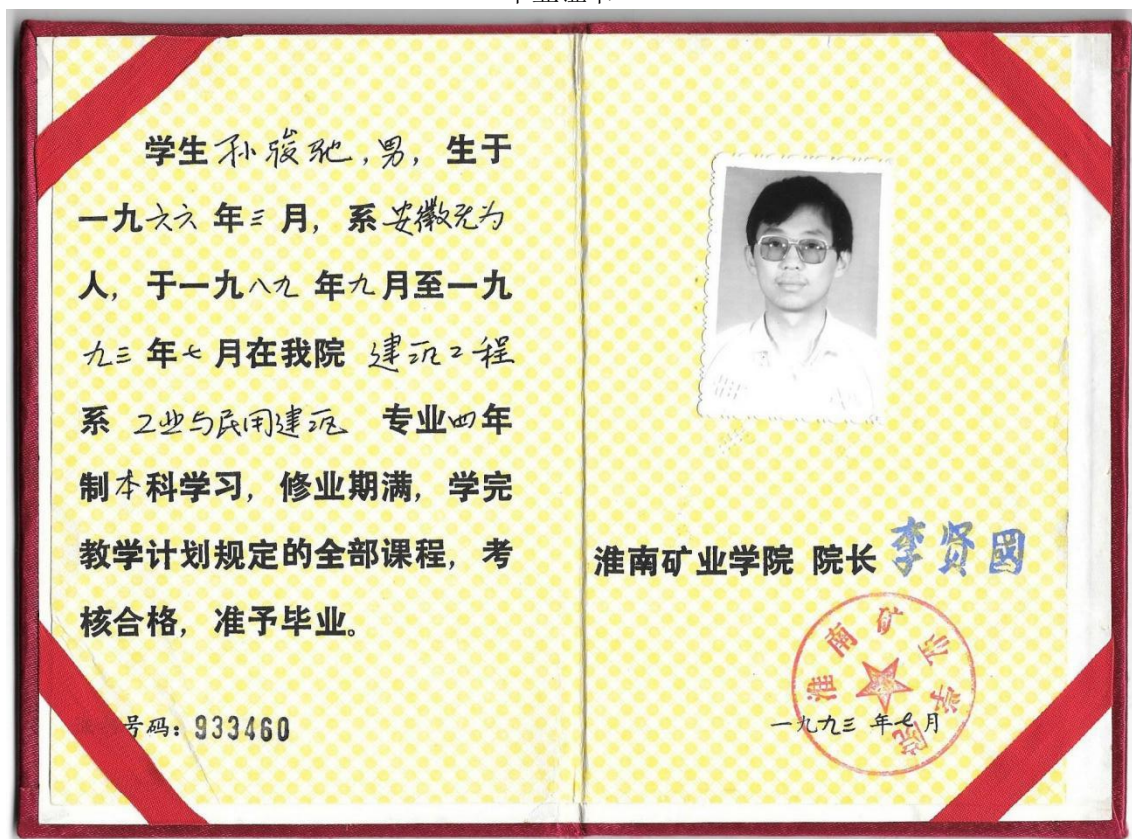 学生孙骏驰,男,生于
一九六六年三月,系安徽无为
人,于一九八九年九月至一九
九三年七月在我院 建筑工程
系 工业与民用建筑 专业四年
制本科学习,修业期满,学完
教学计划规定的全部课程,考
核合格,准予毕业。
号码:933460
淮南矿业学院 院长 李贤国
淮南矿业学院
一九九三年七月